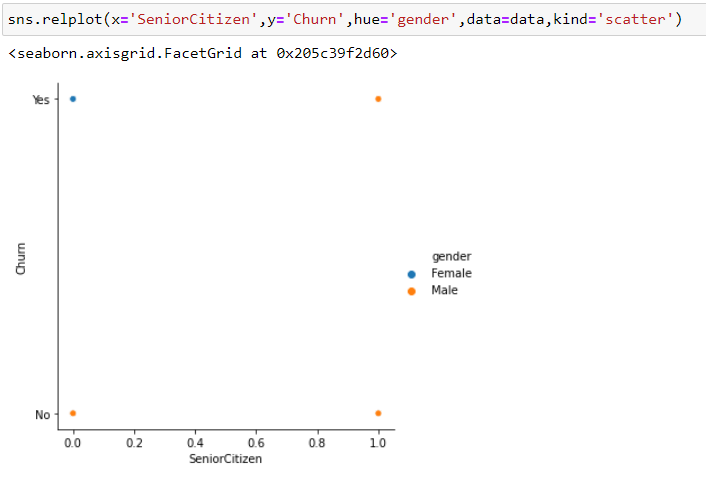 sns.relplot(x='SeniorCitizen',y='Churn',hue='gender',data=data,kind='scatter')
<seaborn.axisgrid.FacetGrid at 0x205c39f2d60>
Yes
Churn
gender
Female
Male
No
0.0 0.2 0.4 0.6 0.8 1.0
SeniorCitizen